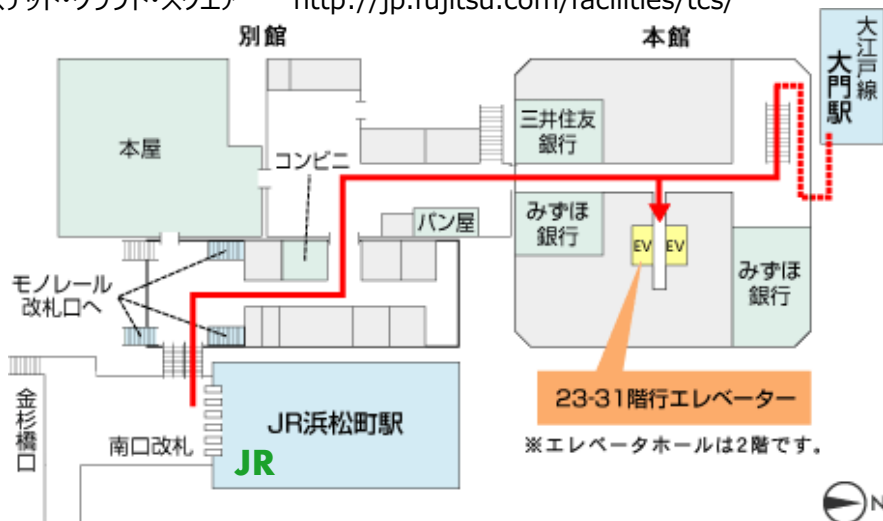 http://jp.fujitsu.com/facilities/tcs/
別館
本館
大江戸線
大門駅
本屋
コンビニ
三井住友
銀行
パン屋
みずほ
銀行
EV
EV
みずほ
銀行
モノレール
改札口へ
金杉橋口
南口改札
JR浜松町駅
JR
23-31階行エレベーター
※エレベータホールは2階です。
N